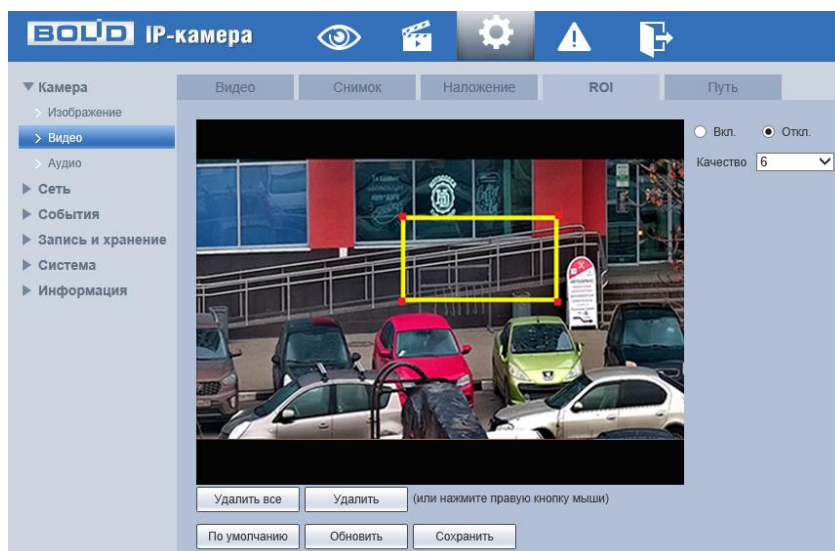 BOLID IP-камера
Камера
Изображение
Видео
Аудио
Сеть
События
Запись и хранение
Система
Информация
Видео Снимок Наложение ROI Путь
Вкл. Откл.
Качество 6
Удалить все Удалить (или нажмите правую кнопку мыши)
По умолчанию Обновить Сохранить